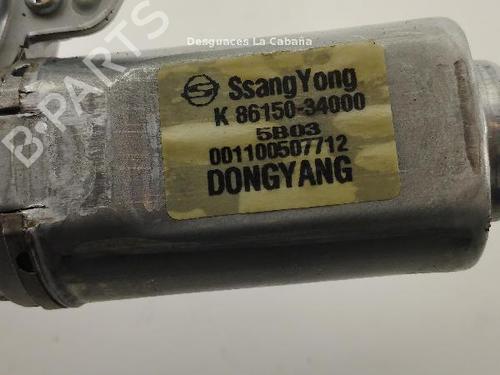 Desguaces La Cabaña
SsangYong
K 86150-34000
5B03
001100507712
DONGYANG
B-PARTS